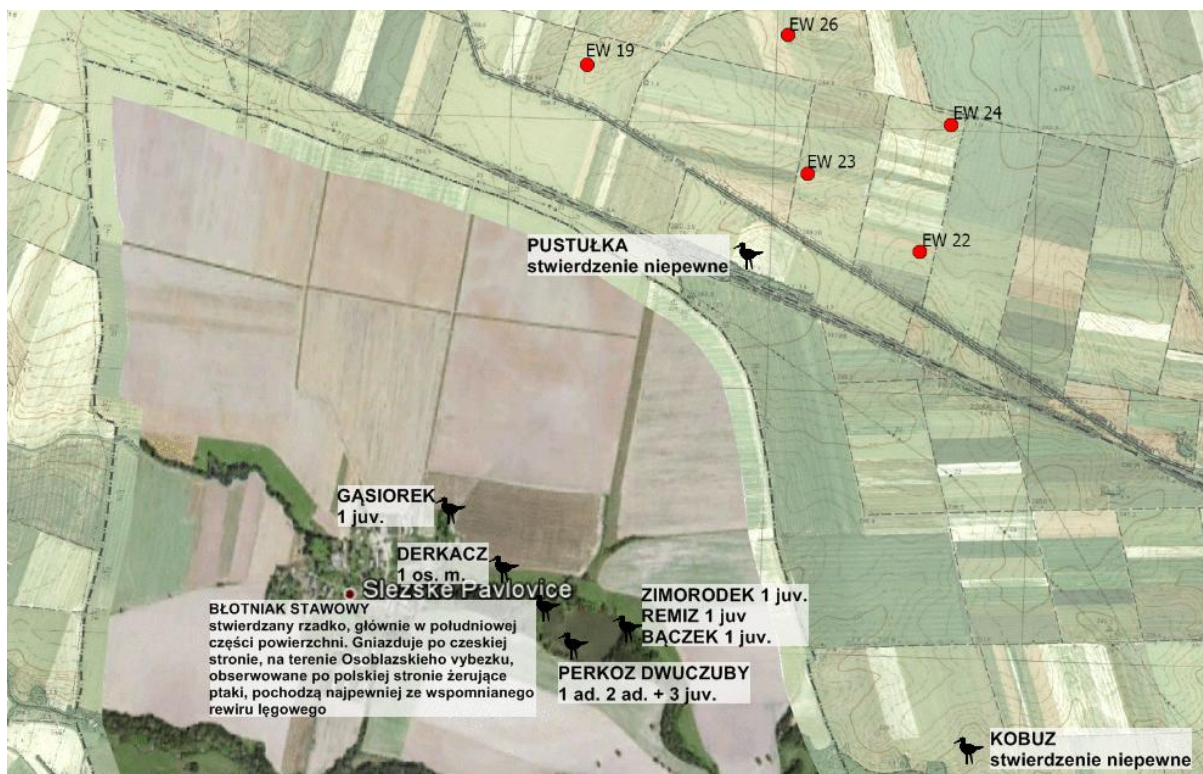 EW 26
EW 19
EW 24
EW 23
EW 22
PUSTUŁKA
stwierdzenie niepewne
GĄSIOREK
1 juv.
DERKACZ
1 os. m.
Slezské Pavlovice
BŁOTNIAK STAWOWY
stwierdzany rzadko, głównie w południowej
części powierzchni. Gniazduje po czeskiej
stronie, na terenie Osoblazskieho vybezku,
obserwowane po polskiej stronie żerujące
ptaki, pochodzą najpewniej ze wspomnianego
rewiru lęgowego
ZIMORODEK 1 juv.
REMIZ 1 juv
BĄCZEK 1 juv.
PERKOZ DWUCZUBY
1 ad. 2 ad. + 3 juv.
KOBUZ
stwierdzenie niepewne